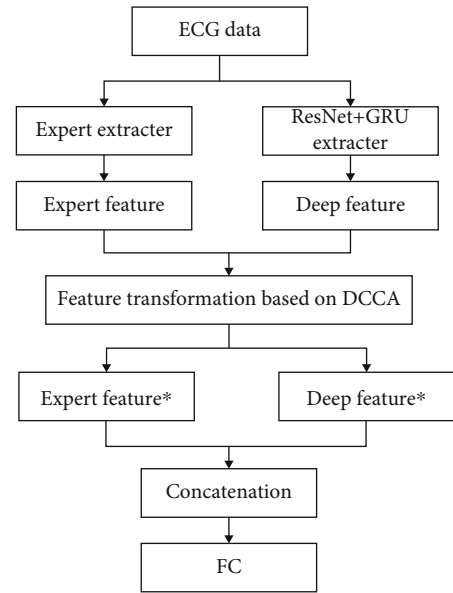 ECG data
Expert extracter
ResNet+GRU
extracter
Expert feature
Deep feature
Feature transformation based on DCCA
Expert feature*
Deep feature*
Concatenation
FC